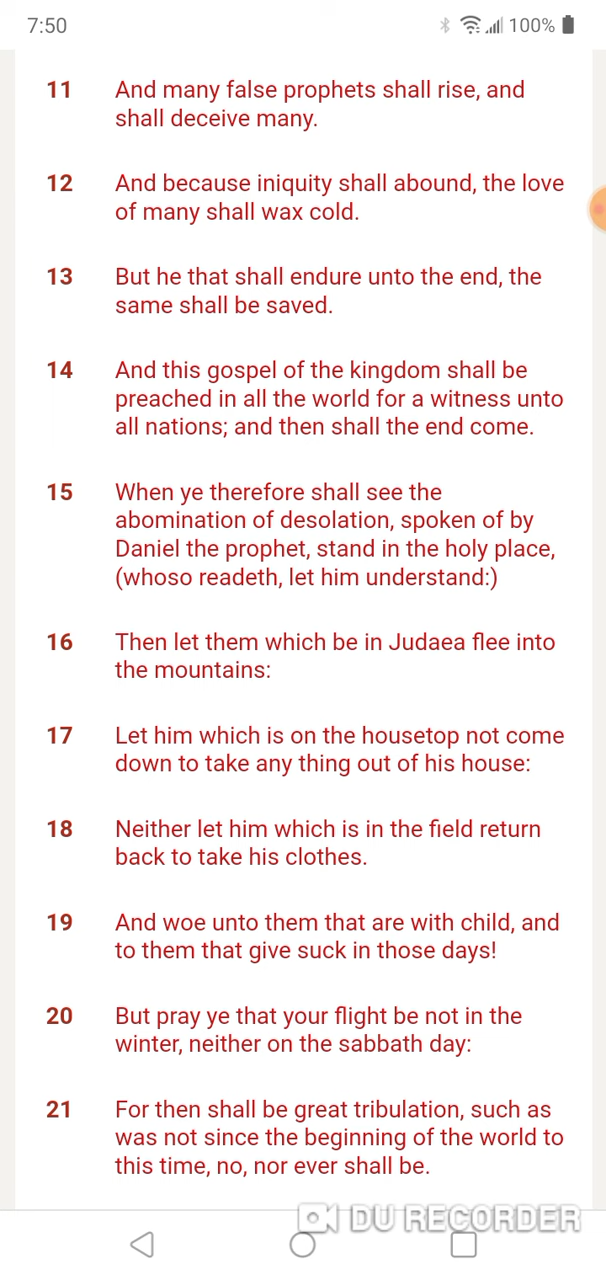 7:50 100%
11 And many false prophets shall rise, and
shall deceive many.
12 And because iniquity shall abound, the love
of many shall wax cold.
13 But he that shall endure unto the end, the
same shall be saved.
14 And this gospel of the kingdom shall be
preached in all the world for a witness unto
all nations; and then shall the end come.
15 When ye therefore shall see the
abomination of desolation, spoken of by
Daniel the prophet, stand in the holy place,
(whoso readeth, let him understand:)
16 Then let them which be in Judaea flee into
the mountains:
17 Let him which is on the housetop not come
down to take any thing out of his house:
18 Neither let him which is in the field return
back to take his clothes.
19 And woe unto them that are with child, and
to them that give suck in those days!
20 But pray ye that your flight be not in the
winter, neither on the sabbath day:
21 For then shall be great tribulation, such as
was not since the beginning of the world to
this time, no, nor ever shall be.
DU RECORDER